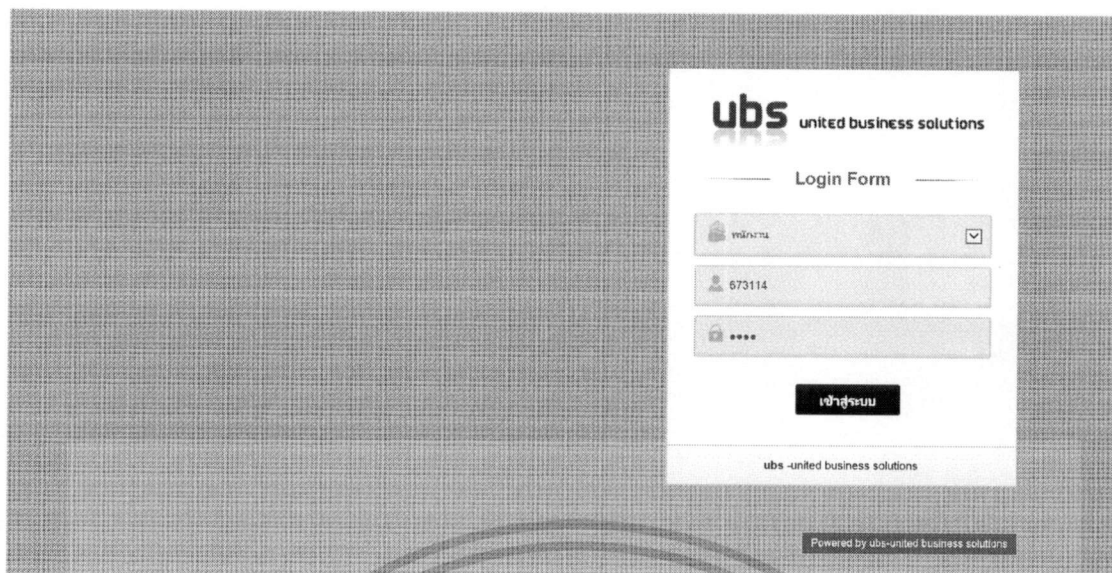 ubs united business solutions
Login Form
พนักงาน
673114
••••
เข้าสู่ระบบ
ubs -united business solutions
Powered by ubs-united business solutions